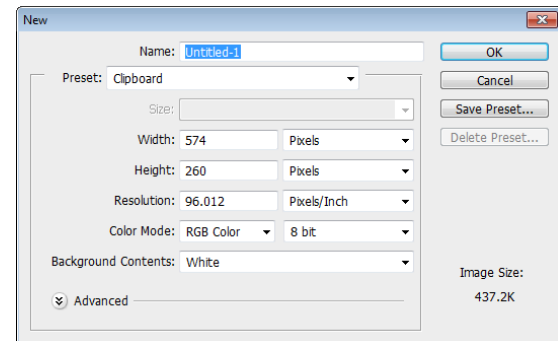 New
Name: Untitled-1
OK
Preset: Clipboard
Cancel
Size:
Save Preset...
Width: 574 Pixels
Delete Preset...
Height: 260 Pixels
Resolution: 96.012 Pixels/Inch
Color Mode: RGB Color 8 bit
Background Contents: White
Image Size:
437.2K
Advanced